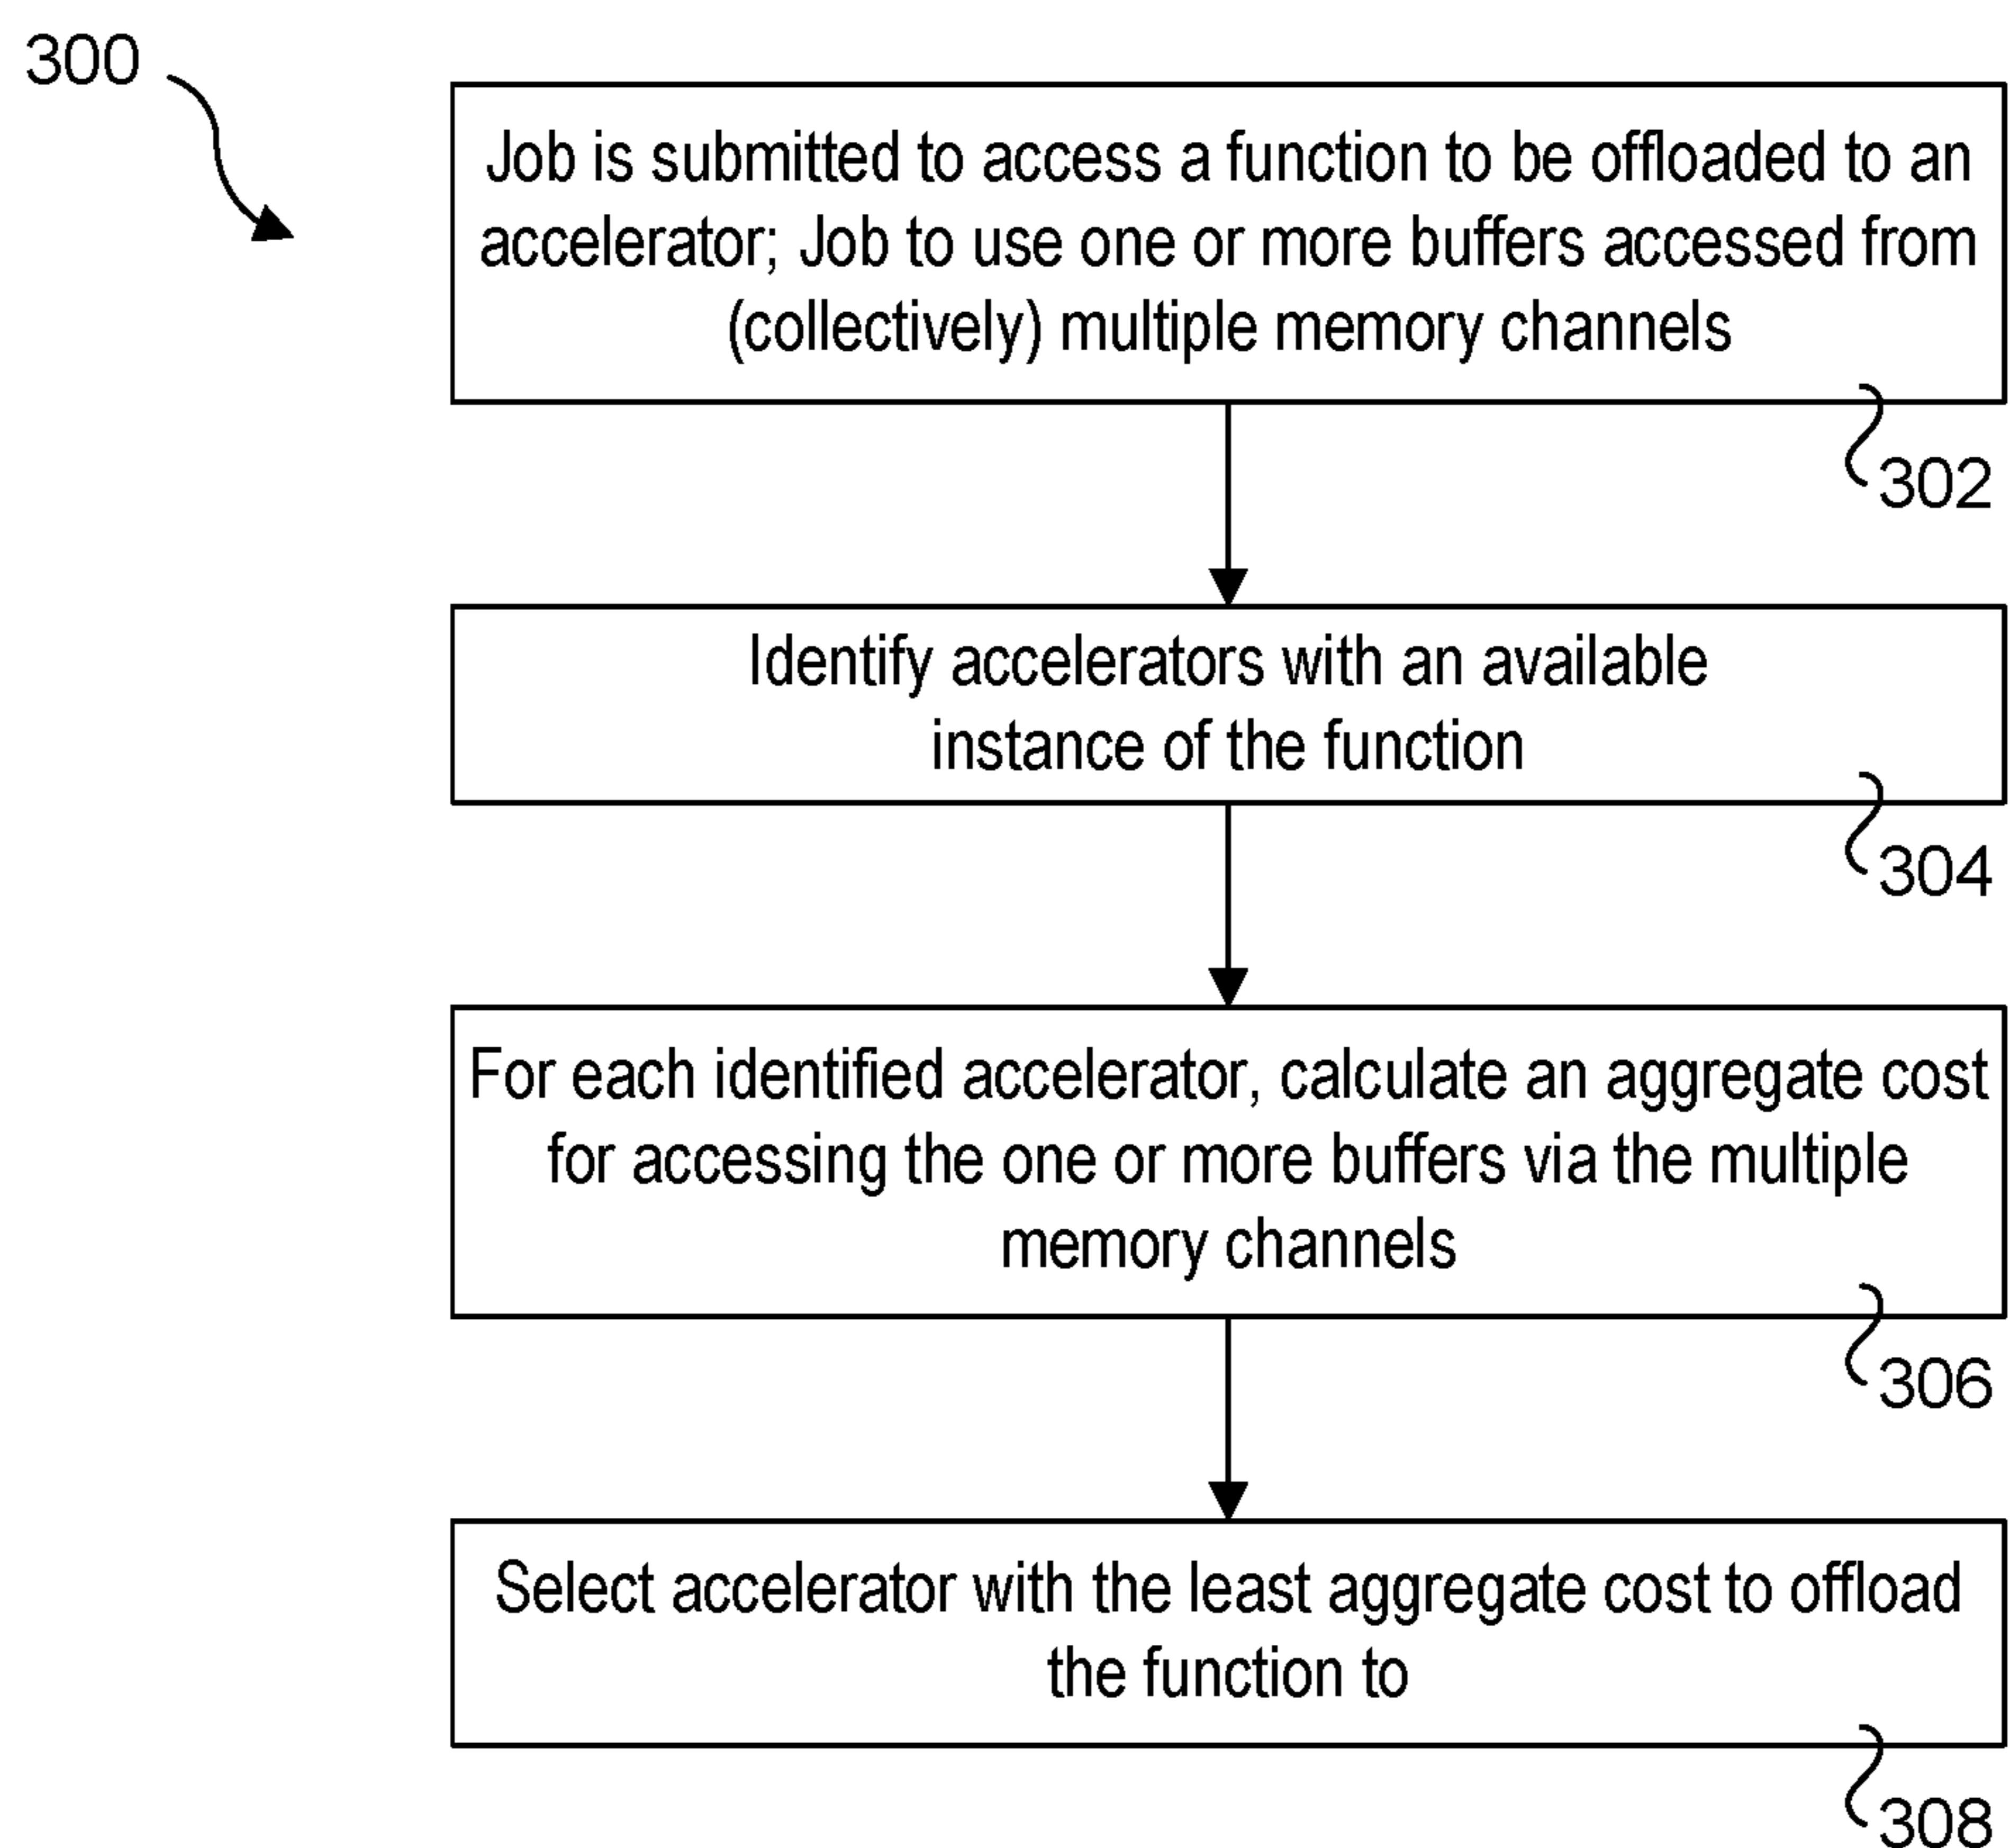 300
Job is submitted to access a function to be offloaded to an
accelerator; Job to use one or more buffers accessed from
(collectively) multiple memory channels
302
Identify accelerators with an available
instance of the function
304
For each identified accelerator, calculate an aggregate cost
for accessing the one or more buffers via the multiple
memory channels
306
Select accelerator with the least aggregate cost to offload
the function to
308